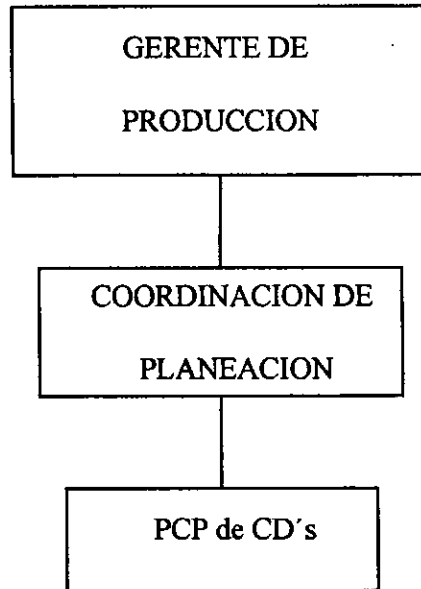 GERENTE DE
PRODUCCION
COORDINACION DE
PLANEACION
PCP de CD´s